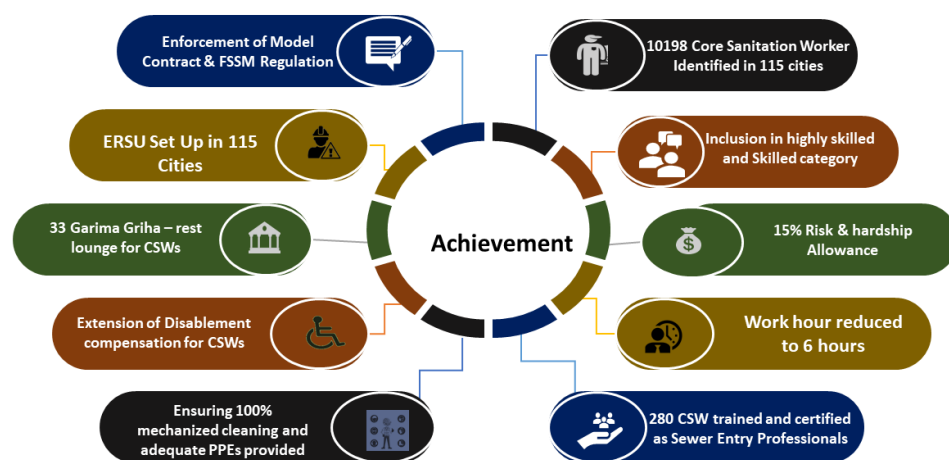 Enforcement of Model
Contract & FSSM Regulation
10198 Core Sanitation Worker
Identified in 115 cities
ERSU Set Up in 115
Cities
Inclusion in highly skilled
and Skilled category
33 Garima Griha – rest
lounge for CSWs
Achievement
15% Risk & hardship
Allowance
Extension of Disablement
compensation for CSWs
Work hour reduced
to 6 hours
Ensuring 100%
mechanized cleaning and
adequate PPEs provided
280 CSW trained and certified
as Sewer Entry Professionals